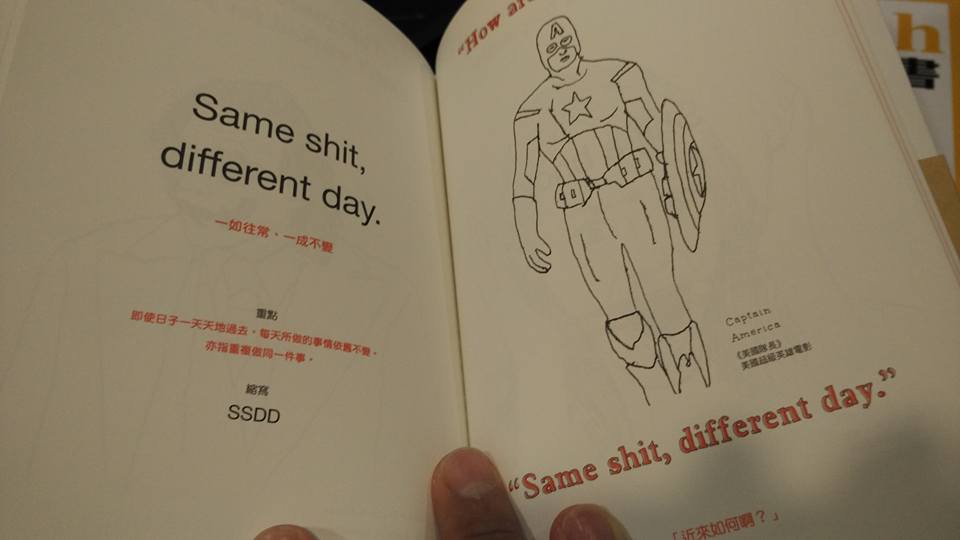 Same shit,
different day.
一如往常、一成不變
重點
即使日子一天天地過去，每天所做的事情依舊不變。
亦指重複做同一件事。
縮寫
SSDD
“How are
A
Captain
America
《美國隊長》
美國超級英雄電影
“Same shit, different day.”
「近來如何啊？」
h
書